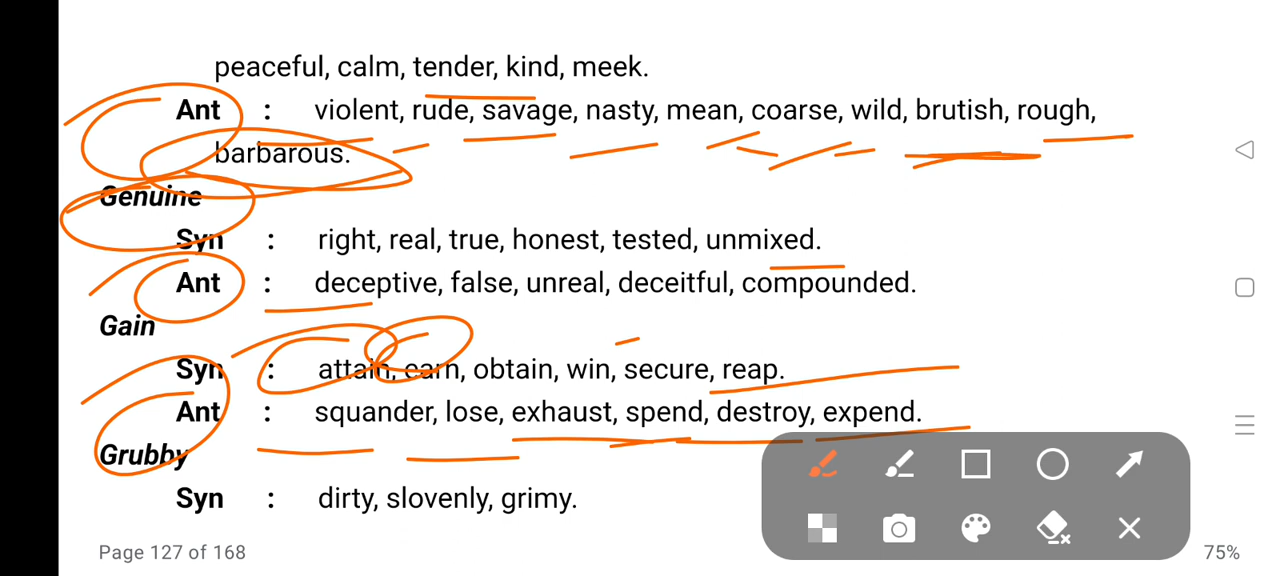 peaceful, calm, tender, kind, meek.
Ant : violent, rude, savage, nasty, mean, coarse, wild, brutish, rough,
barbarous.
Genuine
Syn : right, real, true, honest, tested, unmixed.
Ant : deceptive, false, unreal, deceitful, compounded.
Gain
Syn : attain, earn, obtain, win, secure, reap.
Ant : squander, lose, exhaust, spend, destroy, expend.
Grubby
Syn : dirty, slovenly, grimy.
Page 127 of 168
75%